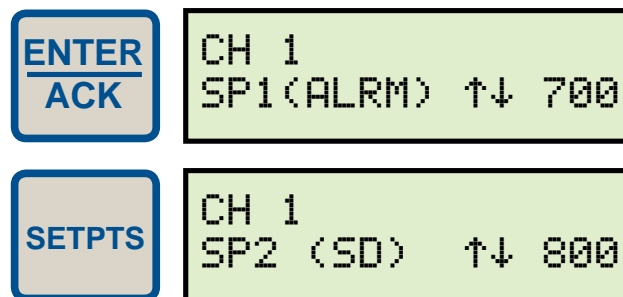 ENTER
ACK
CH 1
SP1(ALRM) ↑↓ 700
SETPTS
CH 1
SP2 (SD) ↑↓ 800